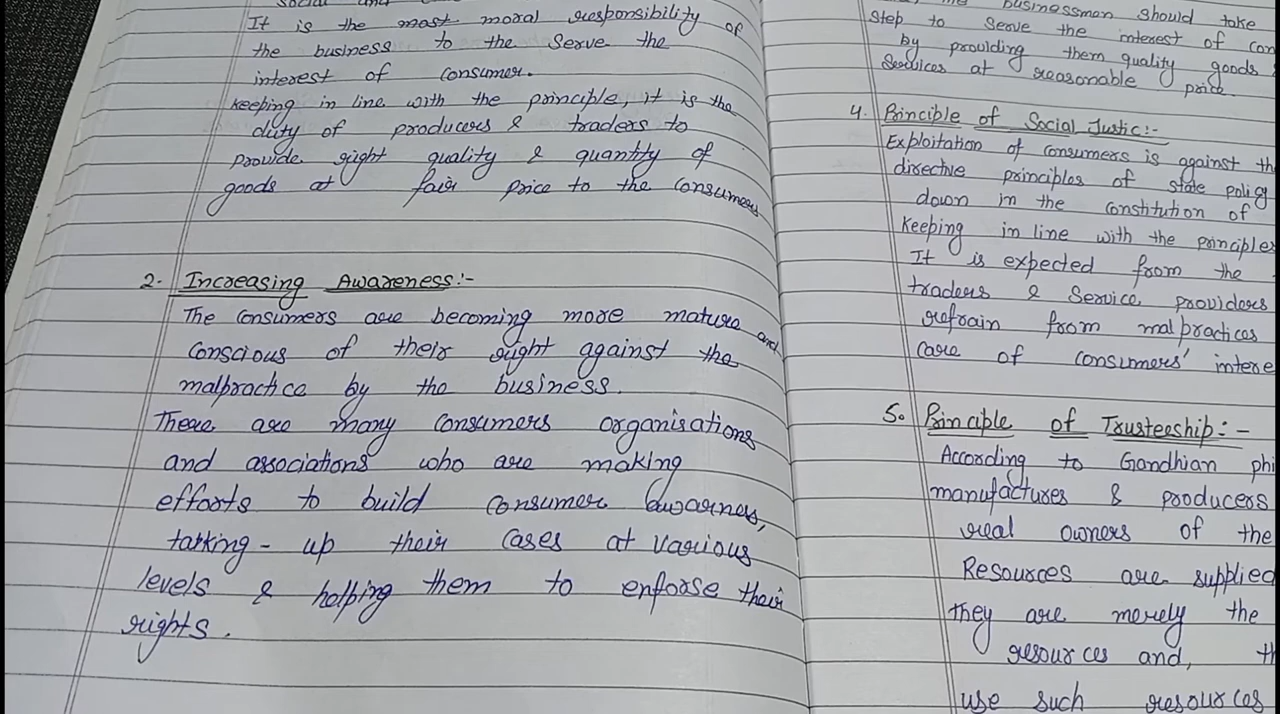 social and
It is the most moral responsibility of
the business to the serve the
interest of consumer.
Keeping in line with the principle, it is the
duty of producers & traders to
provide right quality & quantity of
goods at fair price to the consumers
2. Increasing Awareness:-
The consumers are becoming more mature and
conscious of their right against the
malpractice by the business.
There are many consumers organisations
and associations who are making
efforts to build consumer awarness,
tatking-up their cases at various
levels & helping them to enforse their
rights.
businessman should take
step to serve the interest of con
by providing them quality goods
Services at reasonable price.
4. Principle of Social Justic:-
Exploitation of consumers is against th
directive principles of state policy
down in the constitution of
Keeping in line with the principles
It is expected from the
traders & Service providers
refrain from malpractices
care of consumers' intere
5. Principle of Trusteeship:-
According to Gandhian phi
manufactures & producers
real owners of the
Resources are supplied
They are merely the
resources and, th
use such resources